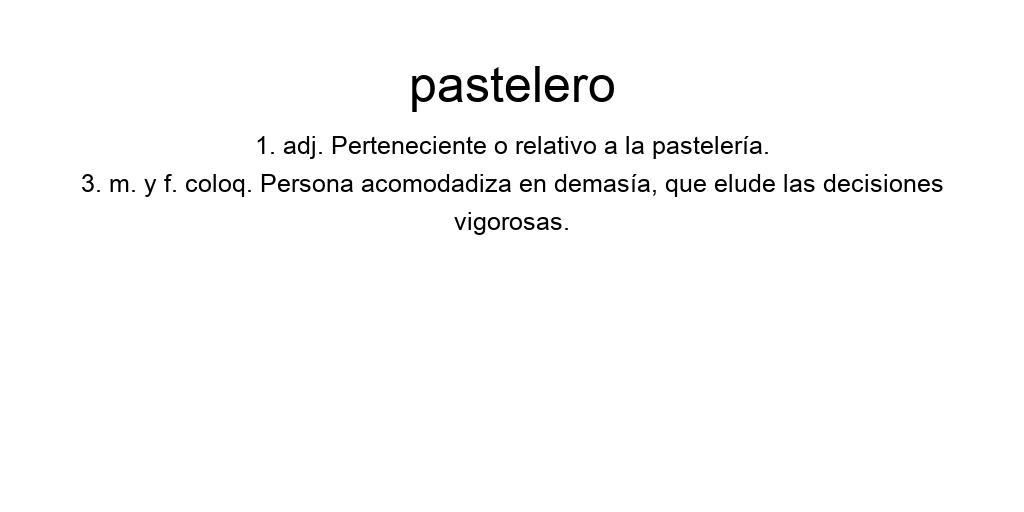 pastelero
1. adj. Perteneciente o relativo a la pastelería.
3. m. y f. coloq. Persona acomodadiza en demasía, que elude las decisiones
vigorosas.